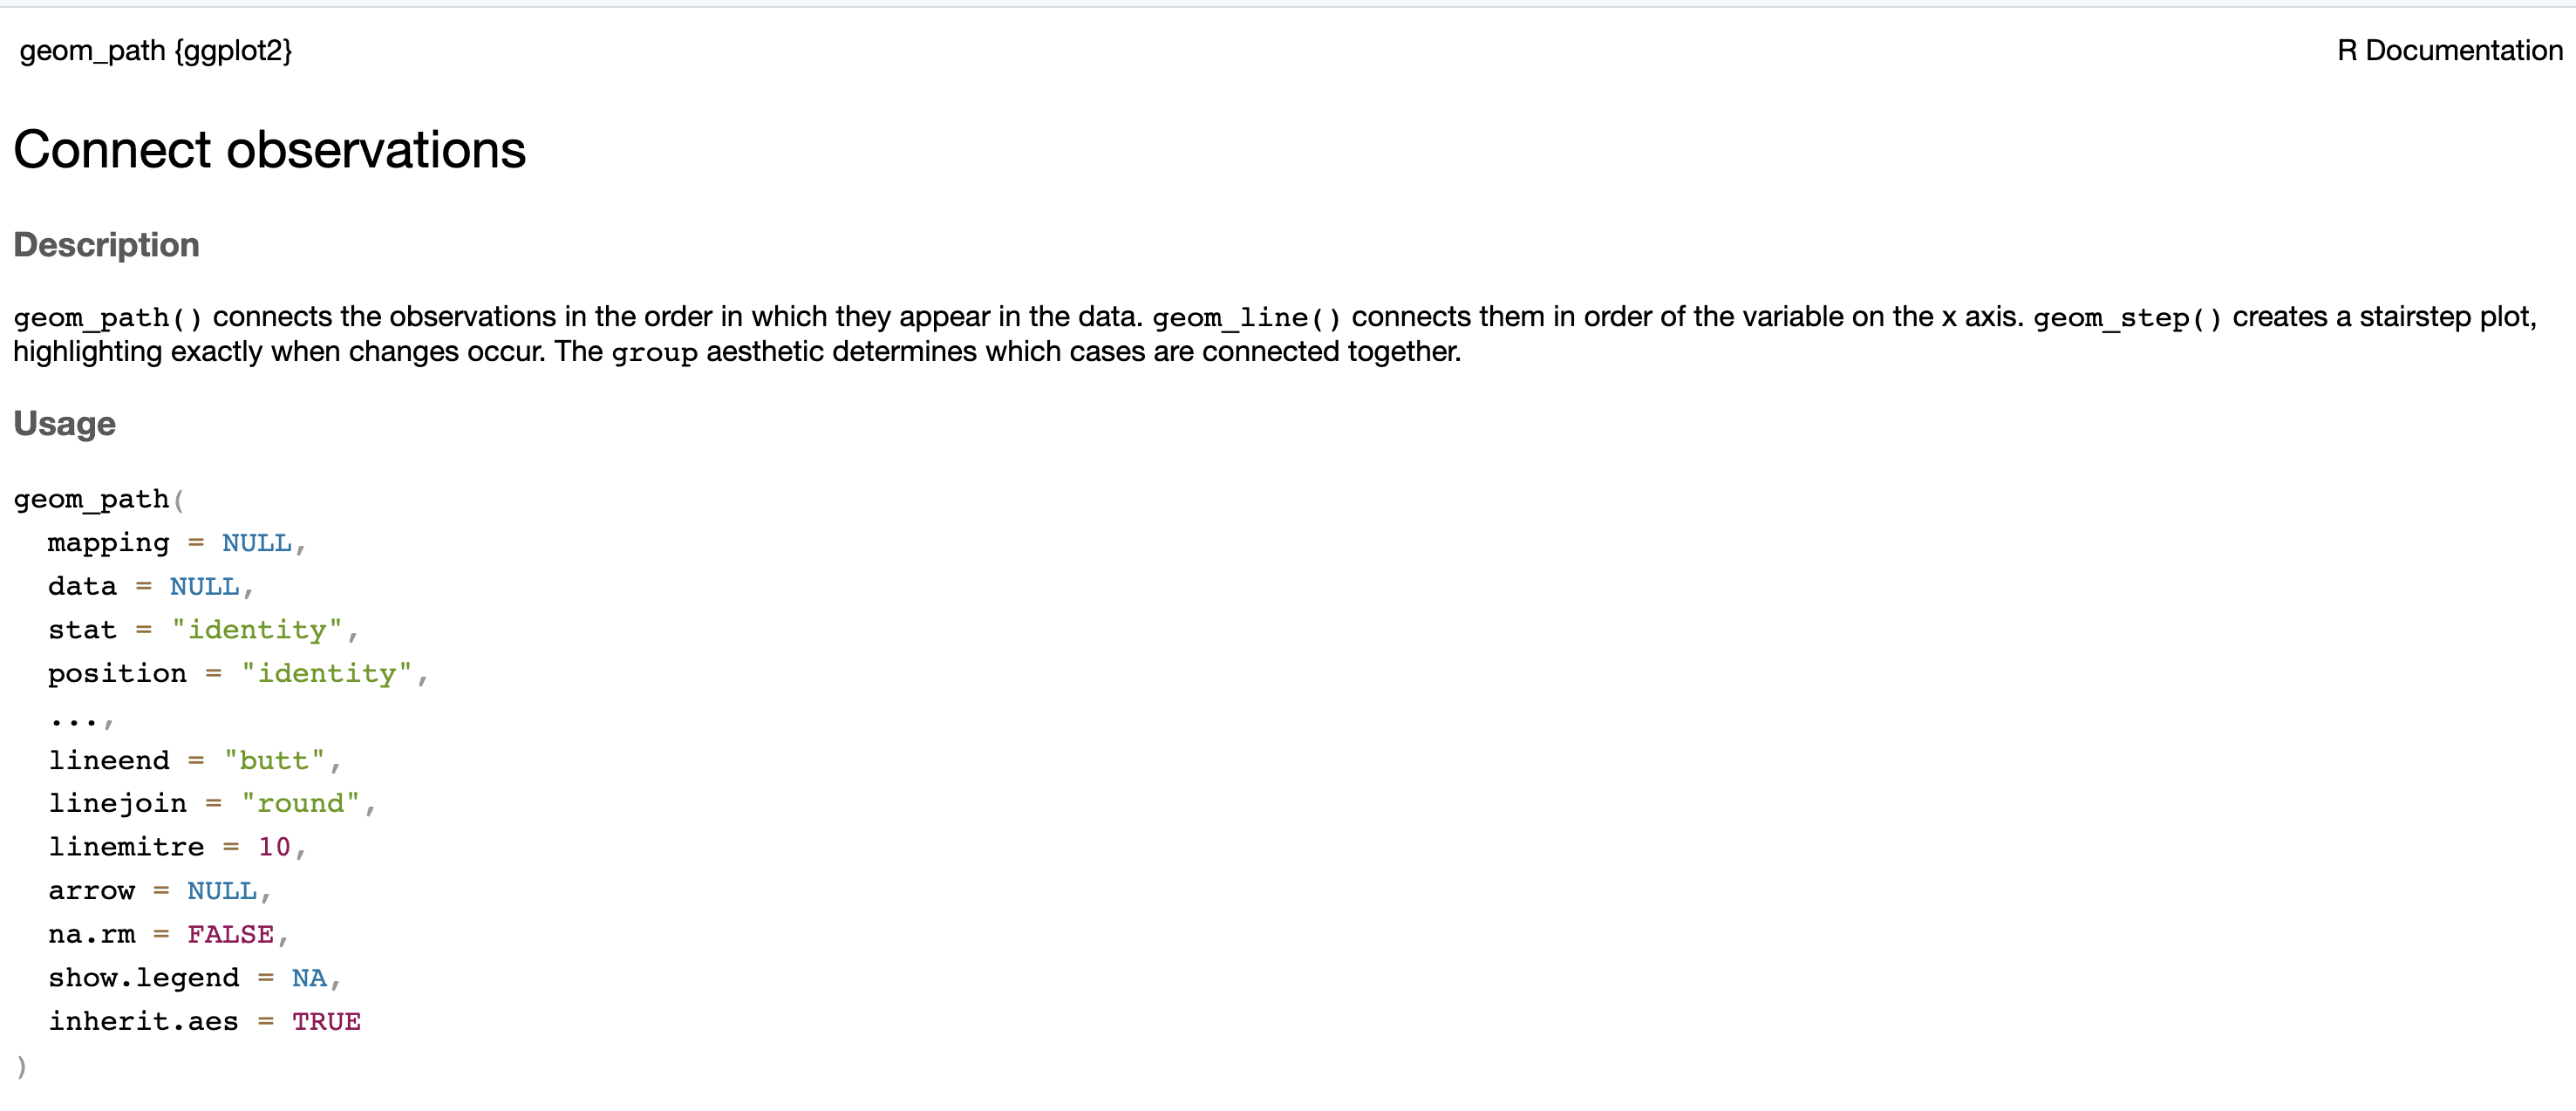 geom_path {ggplot2}
R Documentation
Connect observations
Description
geom_path() connects the observations in the order in which they appear in the data. geom_line() connects them in order of the variable on the x axis. geom_step() creates a stairstep plot,
highlighting exactly when changes occur. The group aesthetic determines which cases are connected together.
Usage
geom_path(
  mapping = NULL,
  data = NULL,
  stat = "identity",
  position = "identity",
  ...,
  lineend = "butt",
  linejoin = "round",
  linemitre = 10,
  arrow = NULL,
  na.rm = FALSE,
  show.legend = NA,
  inherit.aes = TRUE
)